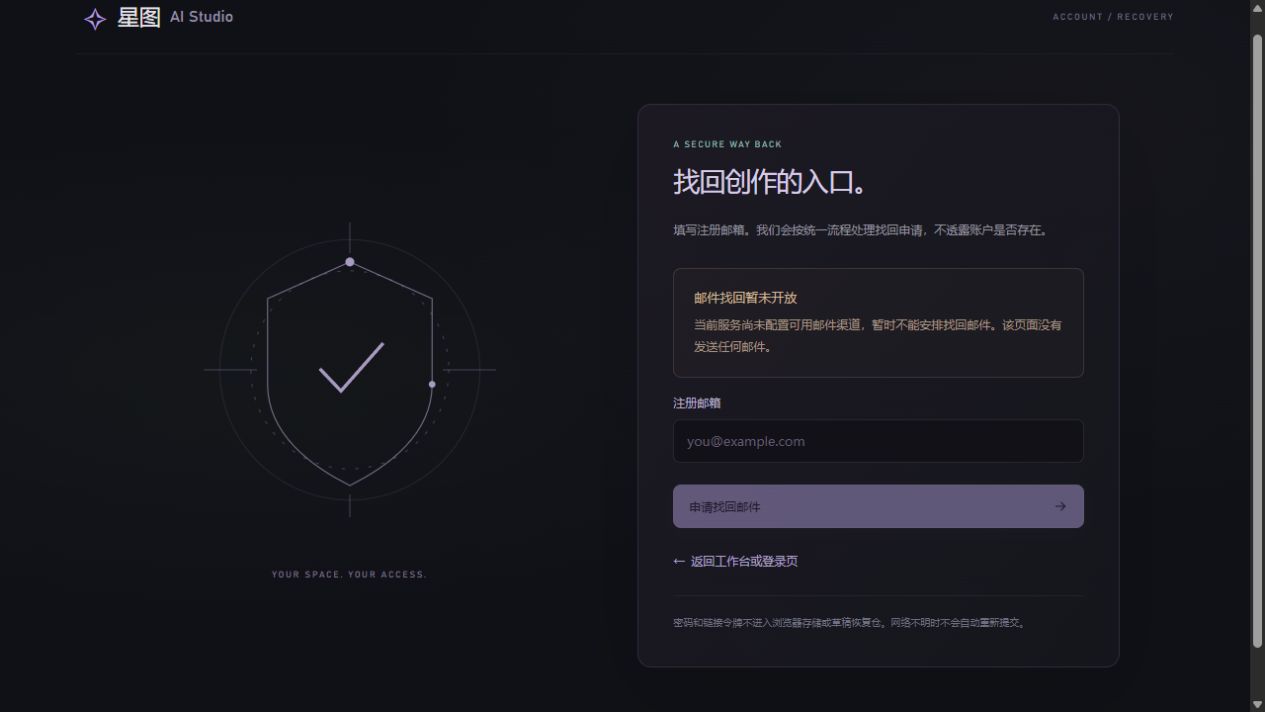 星图 AI Studio
ACCOUNT / RECOVERY
A SECURE WAY BACK
找回创作的入口。
填写注册邮箱。我们会按统一流程处理找回申请，不透露账户是否存在。
邮件找回暂未开放
当前服务尚未配置可用邮件渠道，暂时不能安排找回邮件。该页面没有
发送任何邮件。
注册邮箱
you@example.com
申请找回邮件 →
← 返回工作台或登录页
密码和链接令牌不进入浏览器存储或草稿恢复仓。网络不明时不会自动重新提交。
YOUR SPACE. YOUR ACCESS.